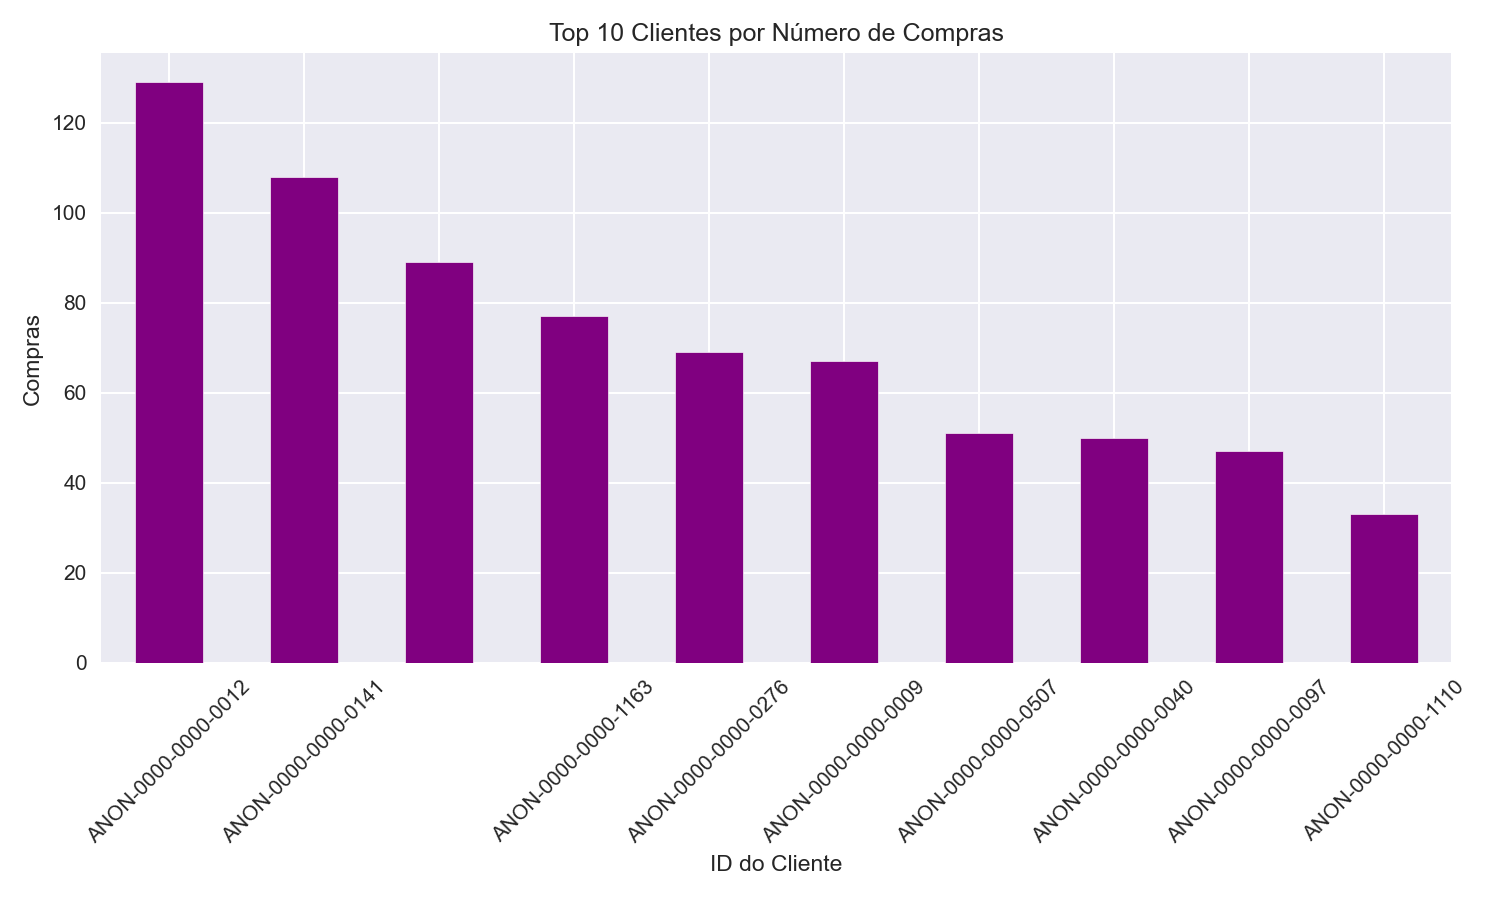 Top 10 Clientes por Número de Compras
Compras
120
100
80
60
40
20
0
ANON-0000-0000-0012
ANON-0000-0000-0141
ANON-0000-0000-1163
ANON-0000-0000-0276
ANON-0000-0000-0009
ANON-0000-0000-0507
ANON-0000-0000-0040
ANON-0000-0000-0097
ANON-0000-0000-1110
ID do Cliente